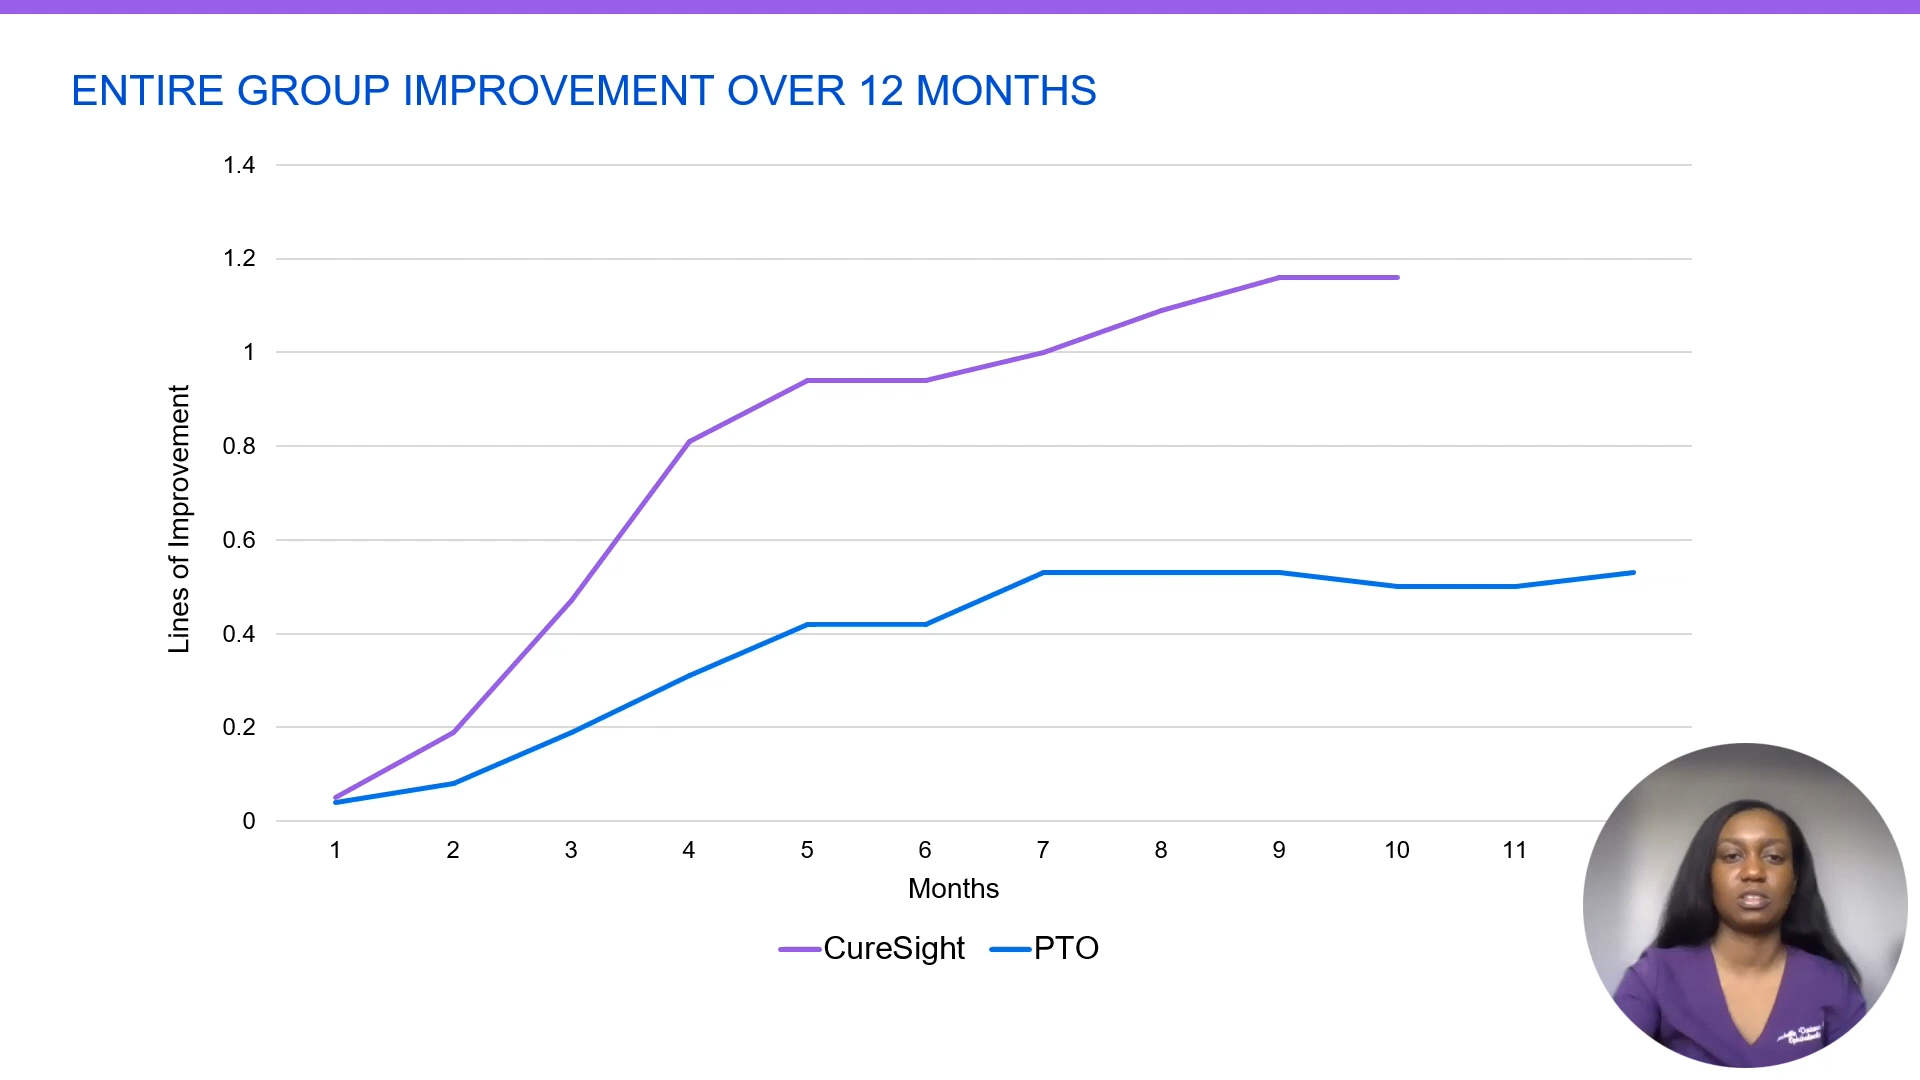 ENTIRE GROUP IMPROVEMENT OVER 12 MONTHS
1.4
1.2
1
0.8
0.6
0.4
0.2
0
Lines of Improvement
1 2 3 4 5 6 7 8 9 10 11
Months
CureSight PTO